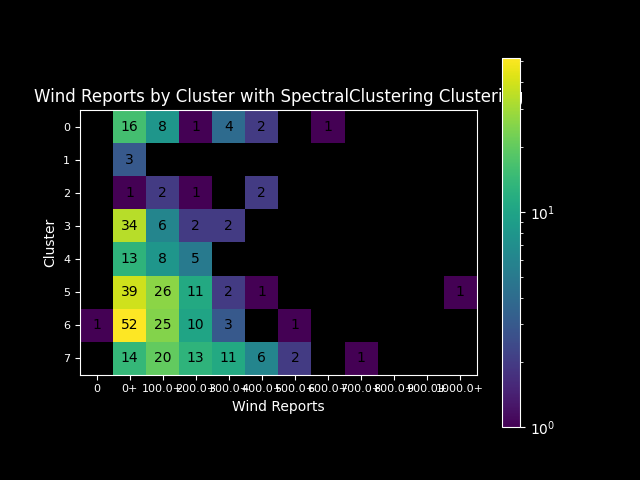 Wind Reports by Cluster with SpectralClustering Clustering
0 16 8 1 4 2 1
1 3
2 1 2 1 2
3 34 6 2 2
4 13 8 5
5 39 26 11 2 1 1
6 1 52 25 10 3 1
7 14 20 13 11 6 2 1
0 0+ 100.0+ 200.0+ 300.0+ 400.0+ 500.0+ 600.0+ 700.0+ 800.0+ 900.0+ 1000.0+
Wind Reports
Cluster
10¹
10⁰